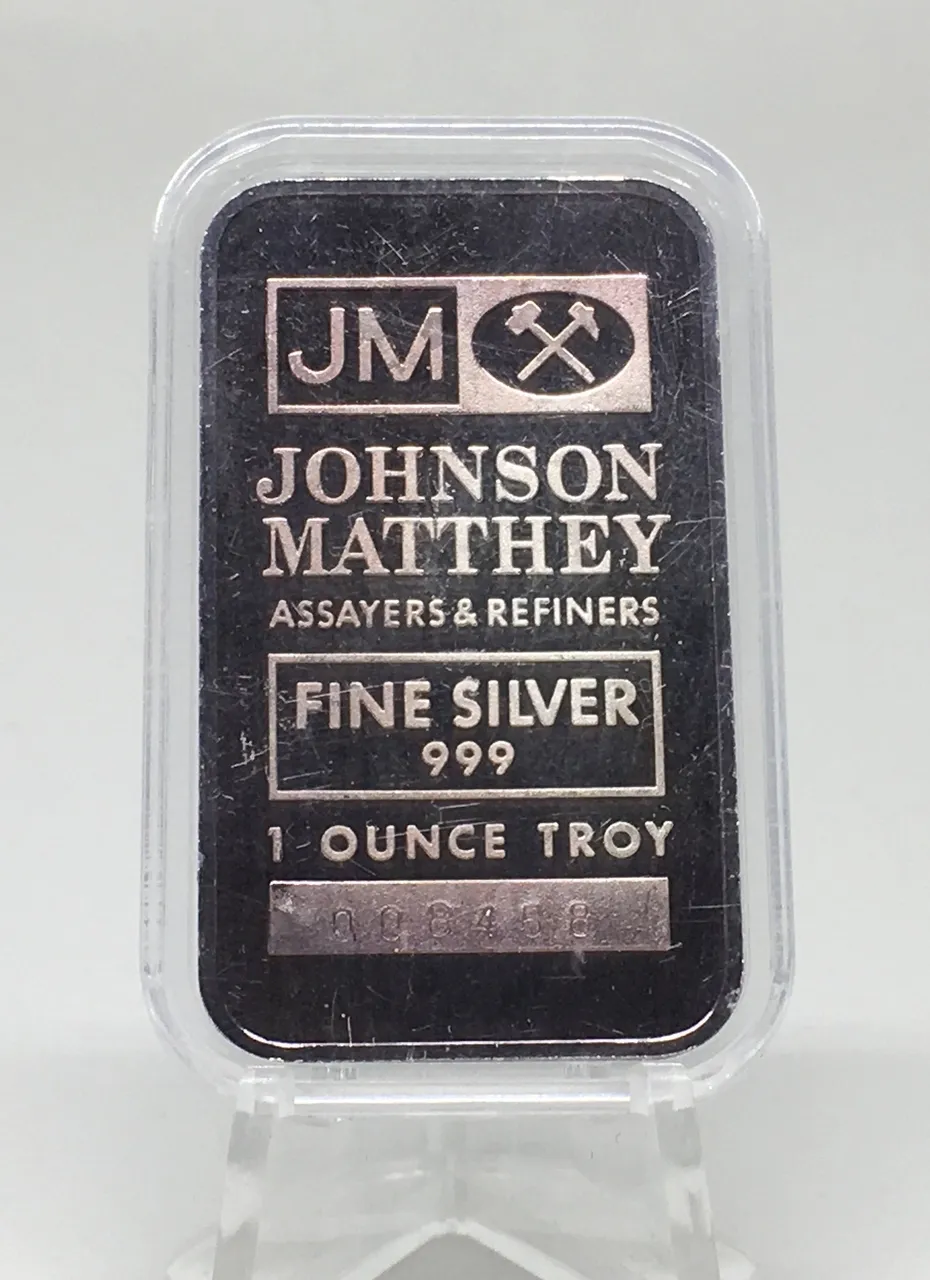 JM
JOHNSON
MATTHEY
ASSAYERS & REFINERS
FINE SILVER
999
1 OUNCE TROY
008458